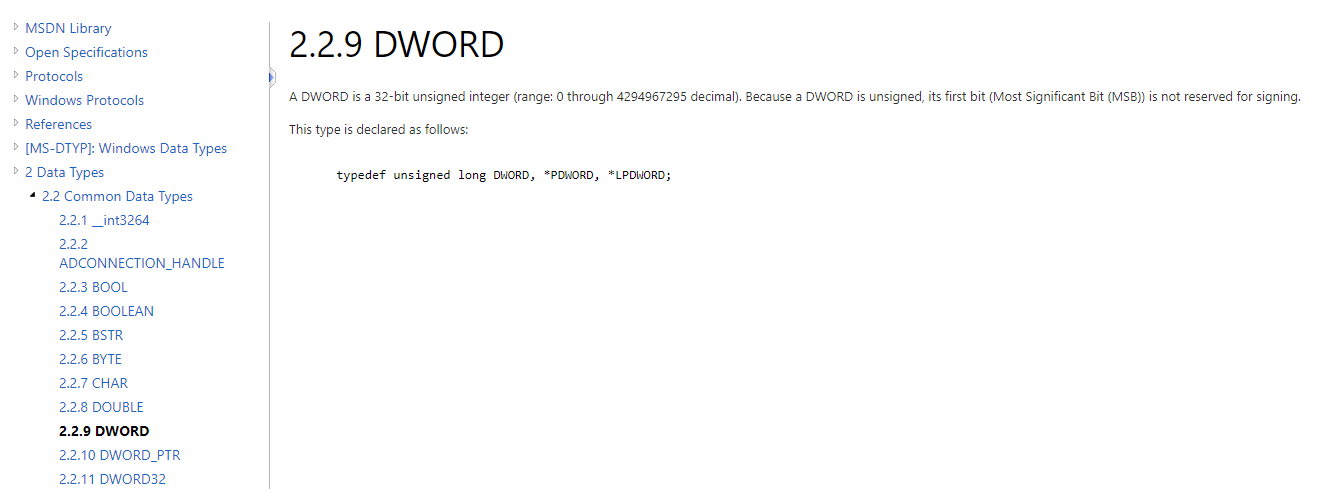 MSDN Library
Open Specifications
Protocols
Windows Protocols
References
[MS-DTYP]: Windows Data Types
2 Data Types
2.2 Common Data Types
2.2.1 __int3264
2.2.2
ADCONNECTION_HANDLE
2.2.3 BOOL
2.2.4 BOOLEAN
2.2.5 BSTR
2.2.6 BYTE
2.2.7 CHAR
2.2.8 DOUBLE
2.2.9 DWORD
2.2.10 DWORD_PTR
2.2.11 DWORD32
2.2.9 DWORD
A DWORD is a 32-bit unsigned integer (range: 0 through 4294967295 decimal). Because a DWORD is unsigned, its first bit (Most Significant Bit (MSB)) is not reserved for signing.
This type is declared as follows:
typedef unsigned long DWORD, *PDWORD, *LPDWORD;